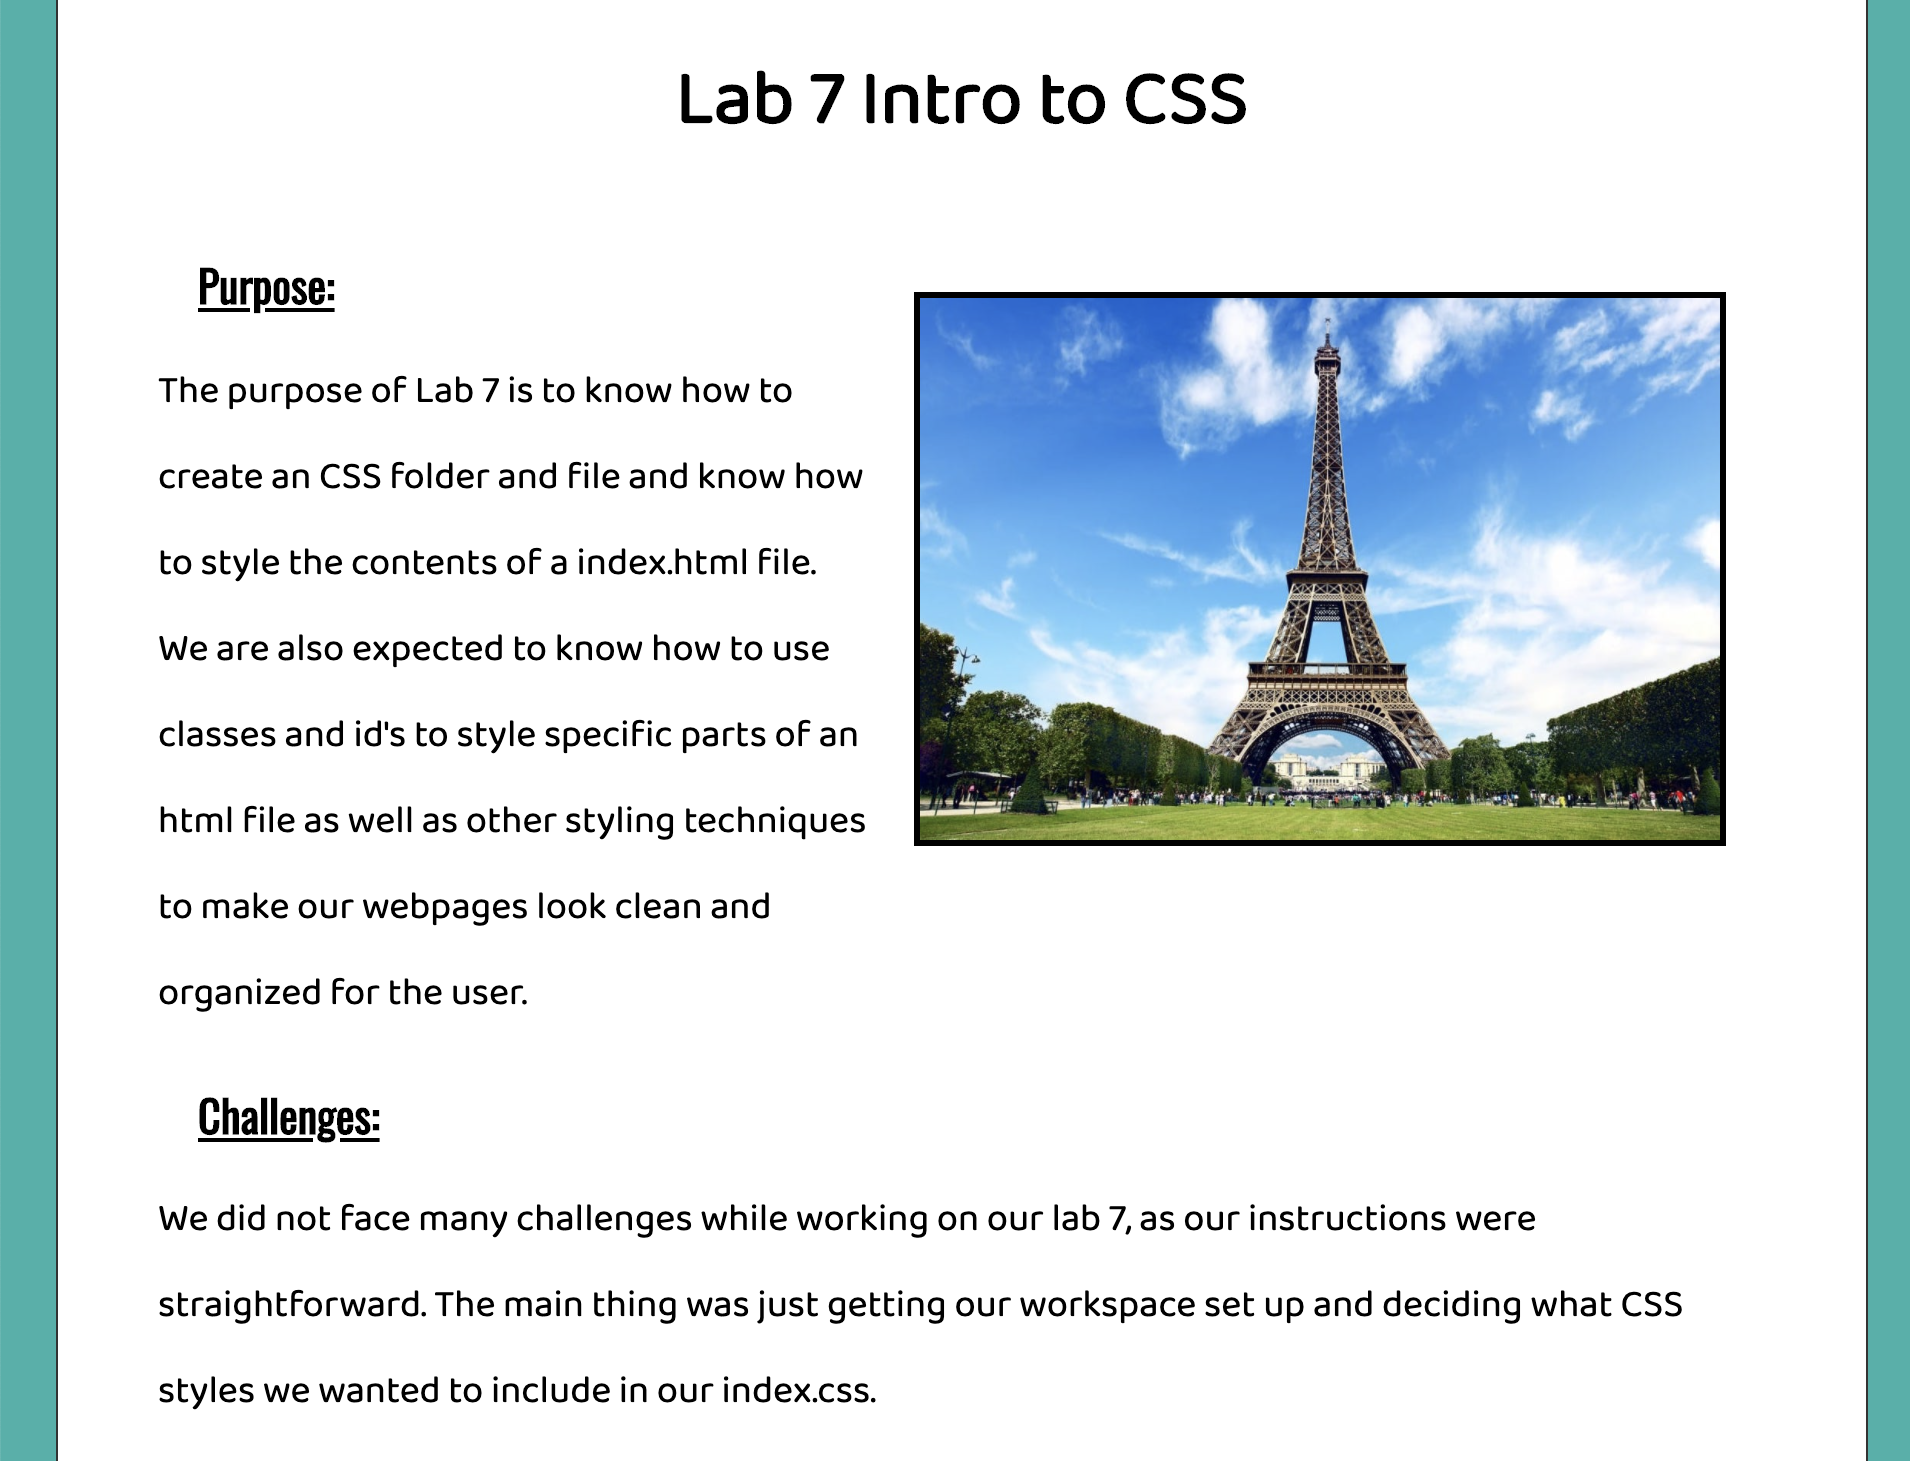 Lab 7 Intro to CSS
Purpose:
The purpose of Lab 7 is to know how to
create an CSS folder and file and know how
to style the contents of a index.html file.
We are also expected to know how to use
classes and id's to style specific parts of an
html file as well as other styling techniques
to make our webpages look clean and
organized for the user.
Challenges:
We did not face many challenges while working on our lab 7, as our instructions were
straightforward. The main thing was just getting our workspace set up and deciding what CSS
styles we wanted to include in our index.css.